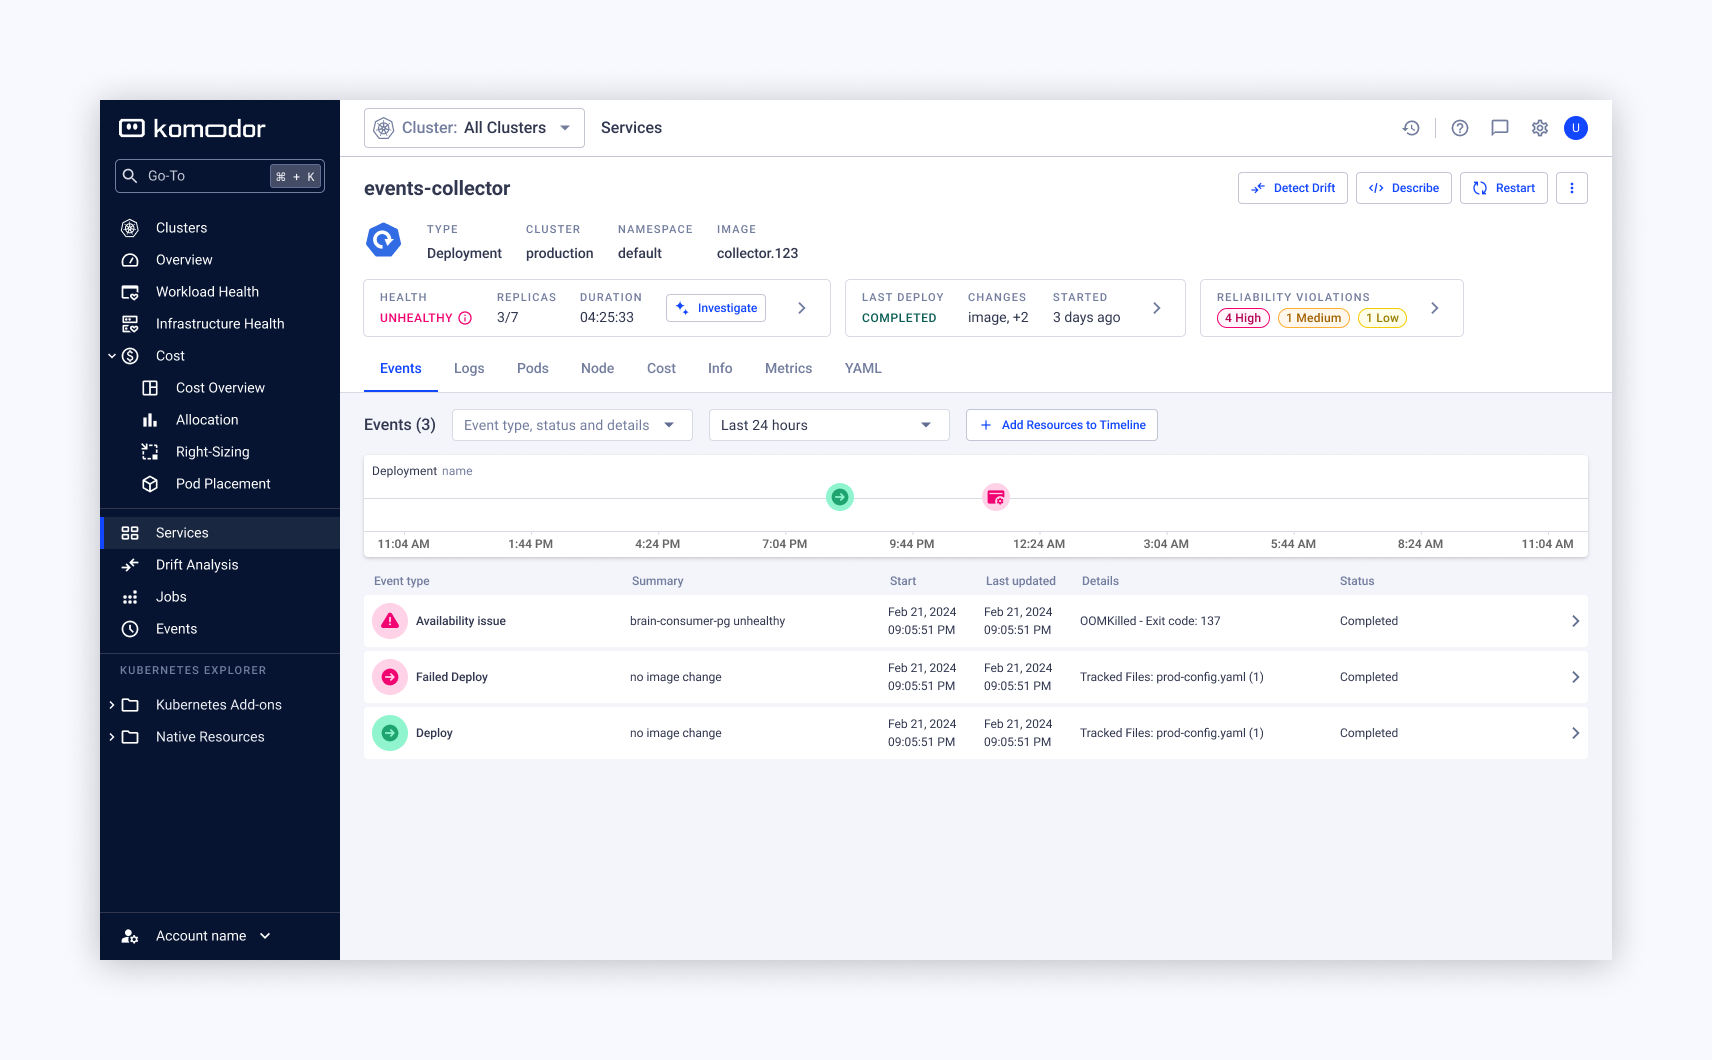 komodor
Go-To
⌘ + K
Clusters
Overview
Workload Health
Infrastructure Health
Cost
Cost Overview
Allocation
Right-Sizing
Pod Placement
Services
Drift Analysis
Jobs
Events
KUBERNETES EXPLORER
Kubernetes Add-ons
Native Resources
Account name
Cluster: All Clusters
Services
U
events-collector
Detect Drift
Describe
Restart
TYPE CLUSTER NAMESPACE IMAGE
Deployment production default collector.123
HEALTH REPLICAS DURATION
UNHEALTHY 3/7 04:25:33
Investigate
LAST DEPLOY CHANGES STARTED
COMPLETED image, +2 3 days ago
RELIABILITY VIOLATIONS
4 High 1 Medium 1 Low
Events Logs Pods Node Cost Info Metrics YAML
Events (3)
Event type, status and details
Last 24 hours
+ Add Resources to Timeline
Deployment name
11:04 AM 1:44 PM 4:24 PM 7:04 PM 9:44 PM 12:24 AM 3:04 AM 5:44 AM 8:24 AM 11:04 AM
Event type Summary Start Last updated Details Status
Availability issue brain-consumer-pg unhealthy Feb 21, 2024 09:05:51 PM Feb 21, 2024 09:05:51 PM OOMKilled - Exit code: 137 Completed
Failed Deploy no image change Feb 21, 2024 09:05:51 PM Feb 21, 2024 09:05:51 PM Tracked Files: prod-config.yaml (1) Completed
Deploy no image change Feb 21, 2024 09:05:51 PM Feb 21, 2024 09:05:51 PM Tracked Files: prod-config.yaml (1) Completed